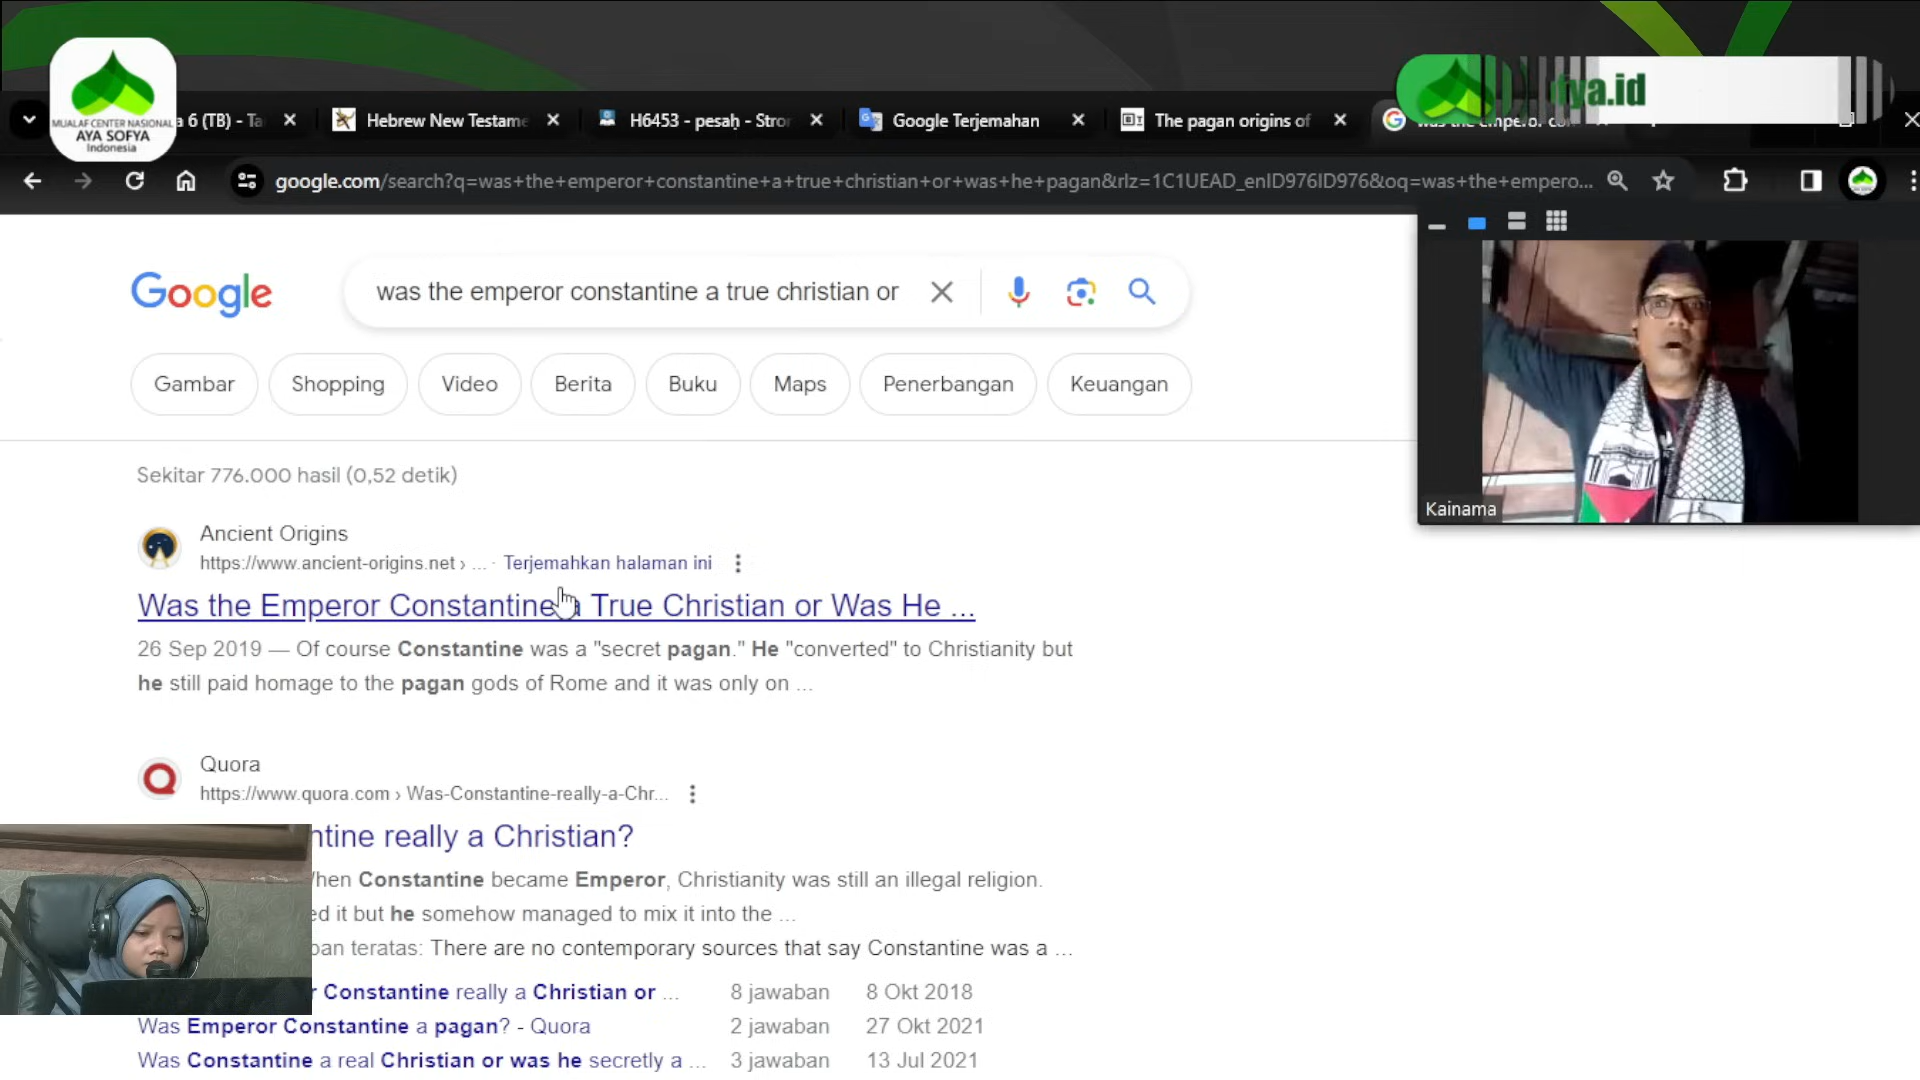 MUALAF CENTER NASIONAL
AYA SOFYA
Indonesia
a 6 (TB) - Ta
Hebrew New Testame
H6453 - pesaḥ - Stro
Google Terjemahan
The pagan origins of
was the emperor co
fya.id
google.com/search?q=was+the+emperor+constantine+a+true+christian+or+was+he+pagan&rlz=1C1UEAD_enID976ID976&oq=was+the+empero...
Google
was the emperor constantine a true christian or
Gambar
Shopping
Video
Berita
Buku
Maps
Penerbangan
Keuangan
Kainama
Sekitar 776.000 hasil (0,52 detik)
Ancient Origins
https://www.ancient-origins.net › ... · Terjemahkan halaman ini
Was the Emperor Constantine a True Christian or Was He ...
26 Sep 2019 — Of course Constantine was a "secret pagan." He "converted" to Christianity but
he still paid homage to the pagan gods of Rome and it was only on ...
Quora
https://www.quora.com › Was-Constantine-really-a-Chr...
ntine really a Christian?
hen Constantine became Emperor, Christianity was still an illegal religion.
ed it but he somehow managed to mix it into the ...
ban teratas: There are no contemporary sources that say Constantine was a ...
r Constantine really a Christian or ... 8 jawaban 8 Okt 2018
Was Emperor Constantine a pagan? - Quora 2 jawaban 27 Okt 2021
Was Constantine a real Christian or was he secretly a ... 3 jawaban 13 Jul 2021